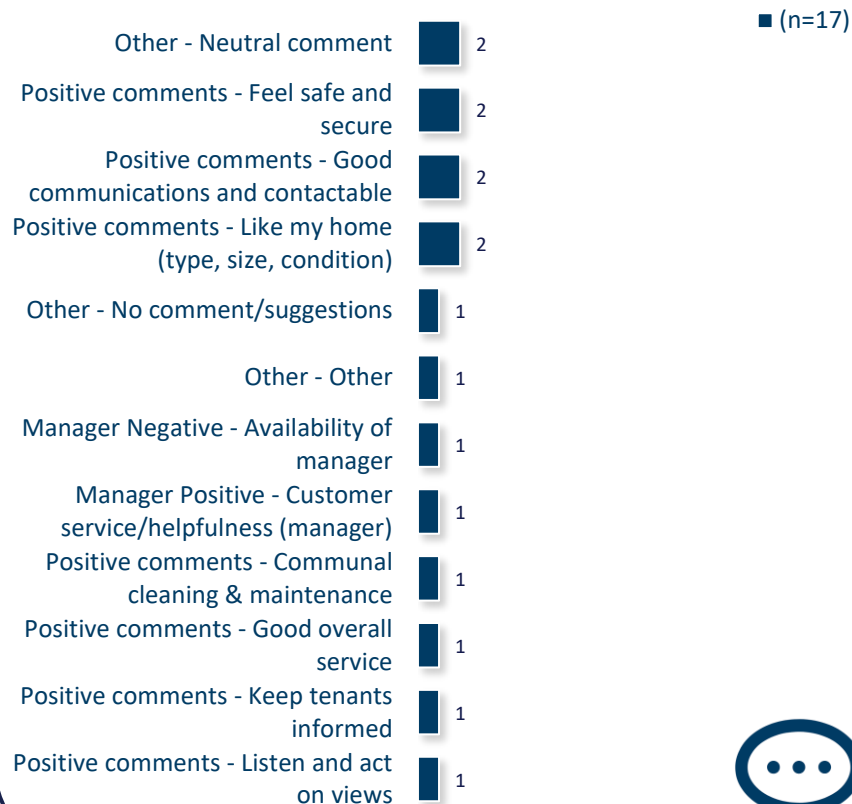 (n=17)
Other - Neutral comment 2
Positive comments - Feel safe and
secure 2
Positive comments - Good
communications and contactable 2
Positive comments - Like my home
(type, size, condition) 2
Other - No comment/suggestions 1
Other - Other 1
Manager Negative - Availability of
manager 1
Manager Positive - Customer
service/helpfulness (manager) 1
Positive comments - Communal
cleaning & maintenance 1
Positive comments - Good overall
service 1
Positive comments - Keep tenants
informed 1
Positive comments - Listen and act
on views 1